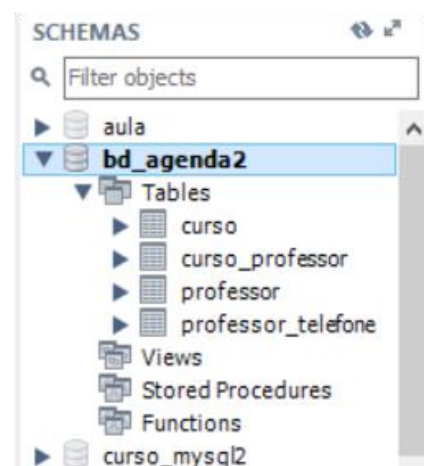 SCHEMAS
Filter objects
aula
bd_agenda2
Tables
curso
curso_professor
professor
professor_telefone
Views
Stored Procedures
Functions
curso_mysql2